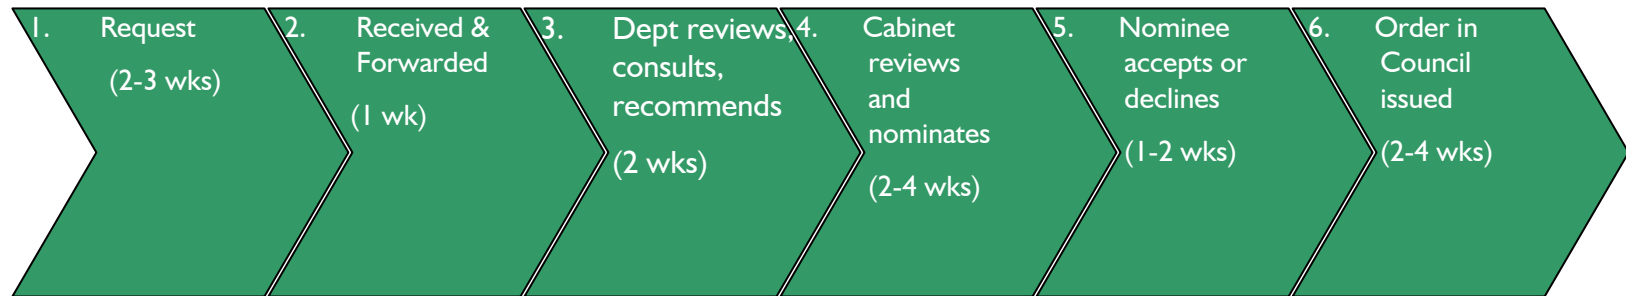 1. Request
(2-3 wks)
2. Received &
Forwarded
(1 wk)
3. Dept reviews,
consults,
recommends
(2 wks)
4. Cabinet
reviews
and
nominates
(2-4 wks)
5. Nominee
accepts or
declines
(1-2 wks)
6. Order in
Council
issued
(2-4 wks)